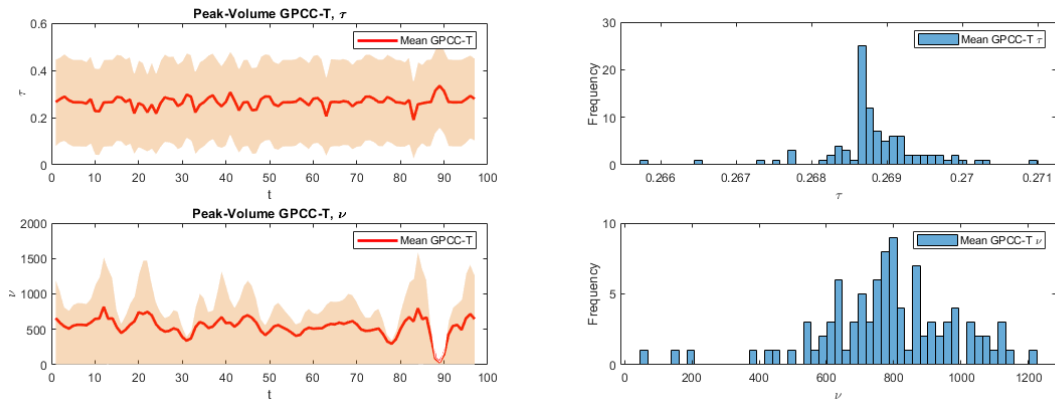 Peak-Volume GPCC-T, τ
Mean GPCC-T
0.6
0.4
0.2
0
τ
0 10 20 30 40 50 60 70 80 90 100
t
Mean GPCC-T τ
30
20
10
0
Frequency
0.266 0.267 0.268 0.269 0.27 0.271
τ
Peak-Volume GPCC-T, ν
Mean GPCC-T
2000
1500
1000
500
0
ν
0 10 20 30 40 50 60 70 80 90 100
t
Mean GPCC-T ν
10
5
0
Frequency
0 200 400 600 800 1000 1200
ν